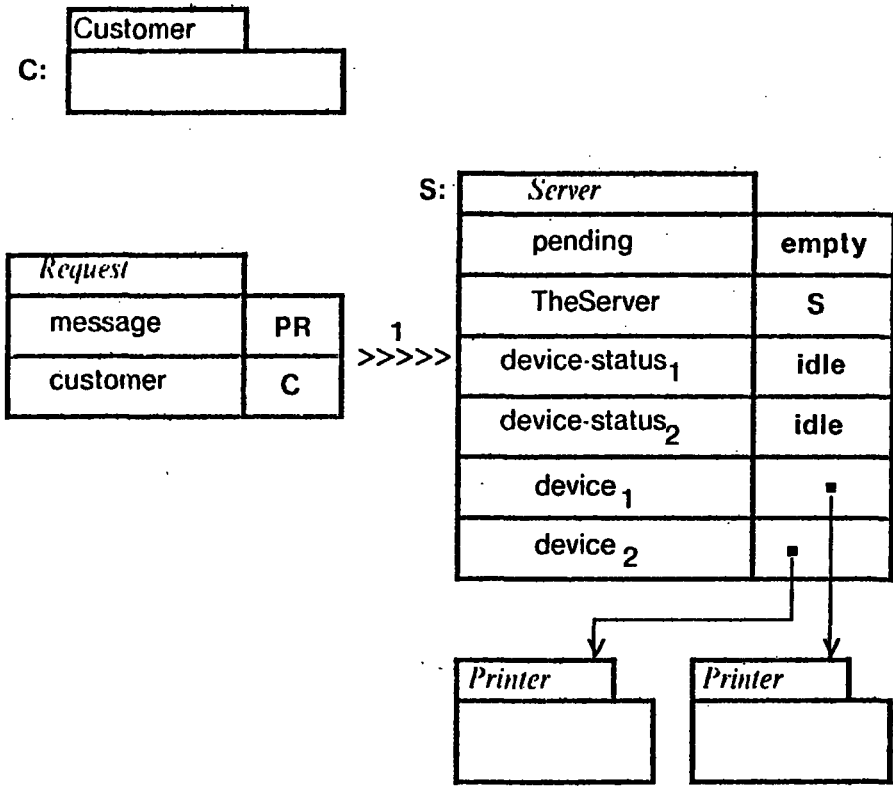 Customer
C:
S: Server
pending empty
TheServer S
device-status1 idle
device-status2 idle
device1
device2
Request
message PR
customer C
1
>>>>>
Printer Printer